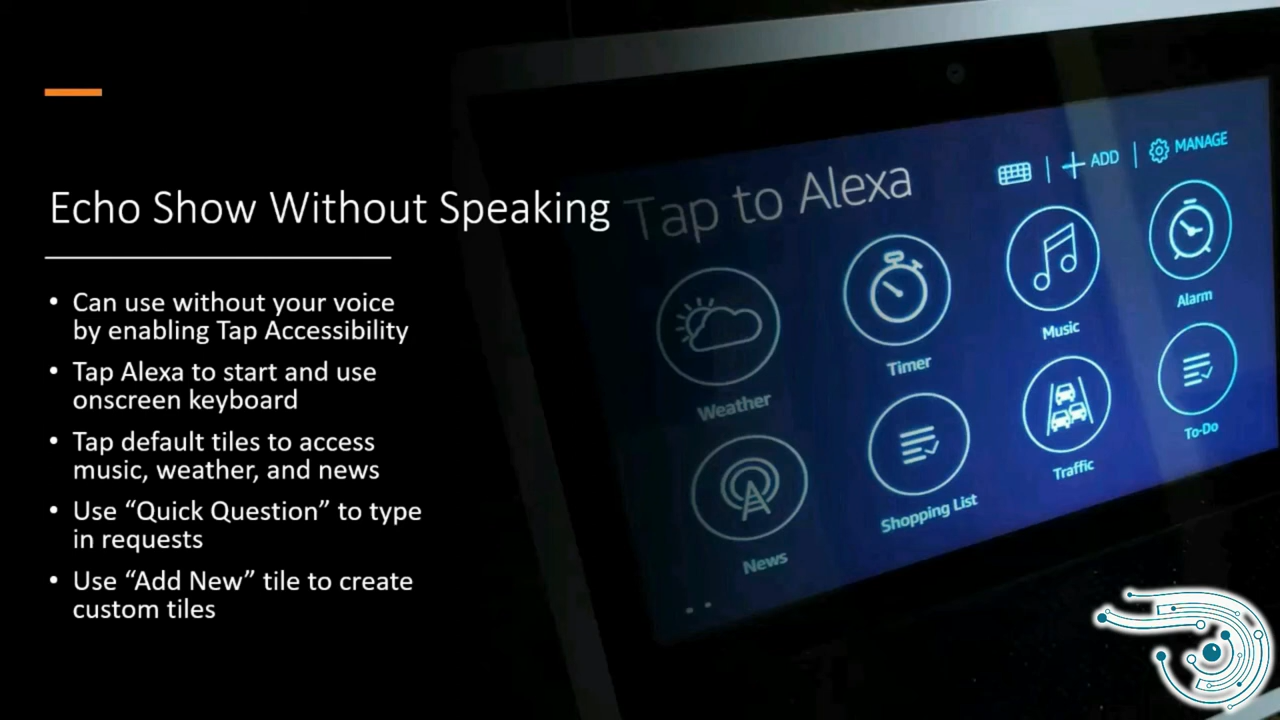 Echo Show Without Speaking
• Can use without your voice
by enabling Tap Accessibility
• Tap Alexa to start and use
onscreen keyboard
• Tap default tiles to access
music, weather, and news
• Use “Quick Question” to type
in requests
• Use “Add New” tile to create
custom tiles
Tap to Alexa
ADD
MANAGE
Weather
Timer
Music
Alarm
News
Shopping List
Traffic
To-Do